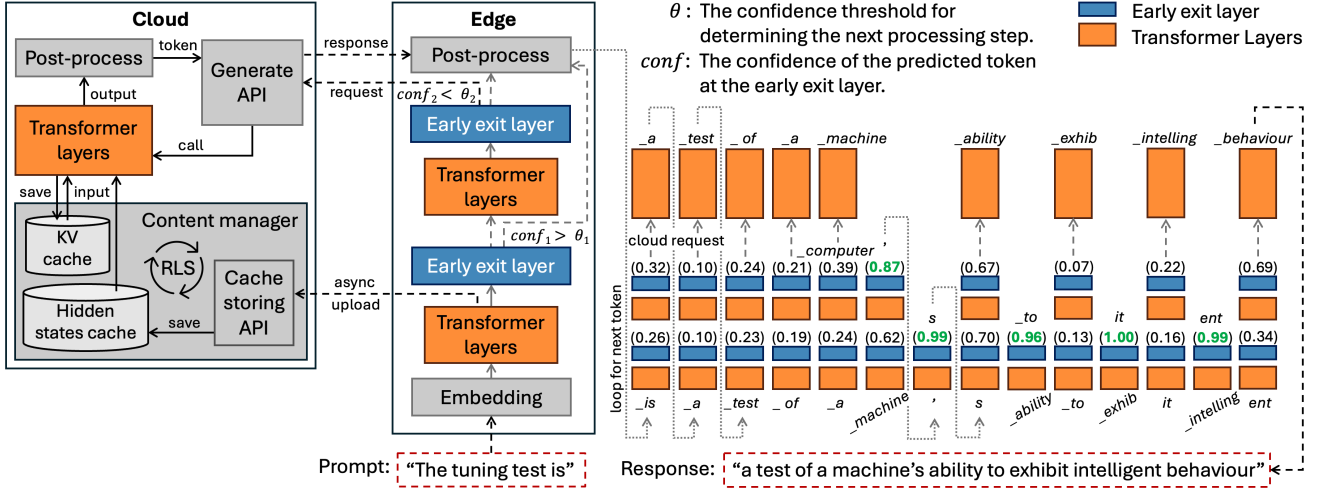 Cloud
Post-process
token
Generate
API
output
Transformer
layers
call
save
input
Content manager
KV
cache
RLS
Hidden
states cache
save
Cache
storing
API
response
request
async
upload
Edge
Post-process
conf₂ < θ₂
Early exit layer
Transformer
layers
conf₁ > θ₁
Early exit layer
Transformer
layers
Embedding
Prompt: “The tuning test is”
θ : The confidence threshold for
determining the next processing step.
conf : The confidence of the predicted token
at the early exit layer.
Early exit layer
Transformer Layers
_a _test _ of _a _machine _ability _exhib _intelling _behaviour
cloud request
_computer ’
(0.32) (0.10) (0.24) (0.21) (0.39) (0.87) (0.67) (0.07) (0.22) (0.69)
loop for next token
s _to it ent
(0.26) (0.10) (0.23) (0.19) (0.24) (0.62) (0.99) (0.70) (0.96) (0.13) (1.00) (0.16) (0.99) (0.34)
_is _a _test _ of _a _machine ’ s _ability _to _exhib it _intelling ent
Response: “a test of a machine’s ability to exhibit intelligent behaviour”